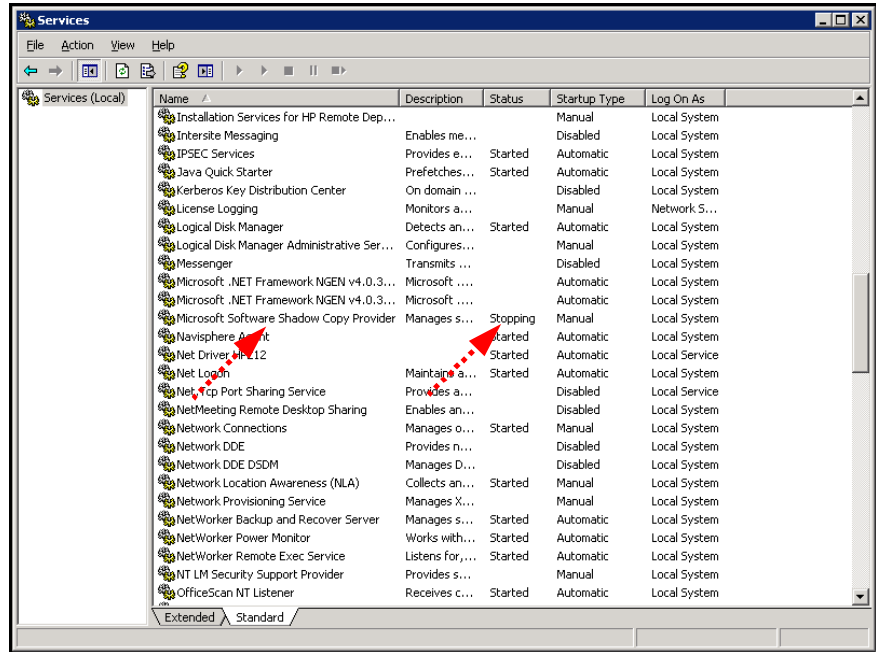 Services
File Action View Help
Services (Local)
Name Description Status Startup Type Log On As
Installation Services for HP Remote Dep... Manual Local System
Intersite Messaging Enables me... Disabled Local System
IPSEC Services Provides e... Started Automatic Local System
Java Quick Starter Prefetches... Started Automatic Local System
Kerberos Key Distribution Center On domain ... Disabled Local System
License Logging Monitors a... Manual Network S...
Logical Disk Manager Detects an... Started Automatic Local System
Logical Disk Manager Administrative Ser... Configures... Manual Local System
Messenger Transmits ... Disabled Local System
Microsoft .NET Framework NGEN v4.0.3... Microsoft .... Automatic Local System
Microsoft .NET Framework NGEN v4.0.3... Microsoft .... Automatic Local System
Microsoft Software Shadow Copy Provider Manages s... Stopping Manual Local System
Navisphere Agent Started Automatic Local System
Net Driver HPZ12 Started Automatic Local Service
Net Logon Maintains a... Started Automatic Local System
Net.Tcp Port Sharing Service Provides a... Disabled Local Service
NetMeeting Remote Desktop Sharing Enables an... Disabled Local System
Network Connections Manages o... Started Manual Local System
Network DDE Provides n... Disabled Local System
Network DDE DSDM Manages D... Disabled Local System
Network Location Awareness (NLA) Collects an... Started Manual Local System
Network Provisioning Service Manages X... Manual Local System
NetWorker Backup and Recover Server Manages s... Started Automatic Local System
NetWorker Power Monitor Works with... Started Automatic Local System
NetWorker Remote Exec Service Listens for,... Started Automatic Local System
NT LM Security Support Provider Provides s... Manual Local System
OfficeScan NT Listener Receives c... Started Automatic Local System
Extended Standard